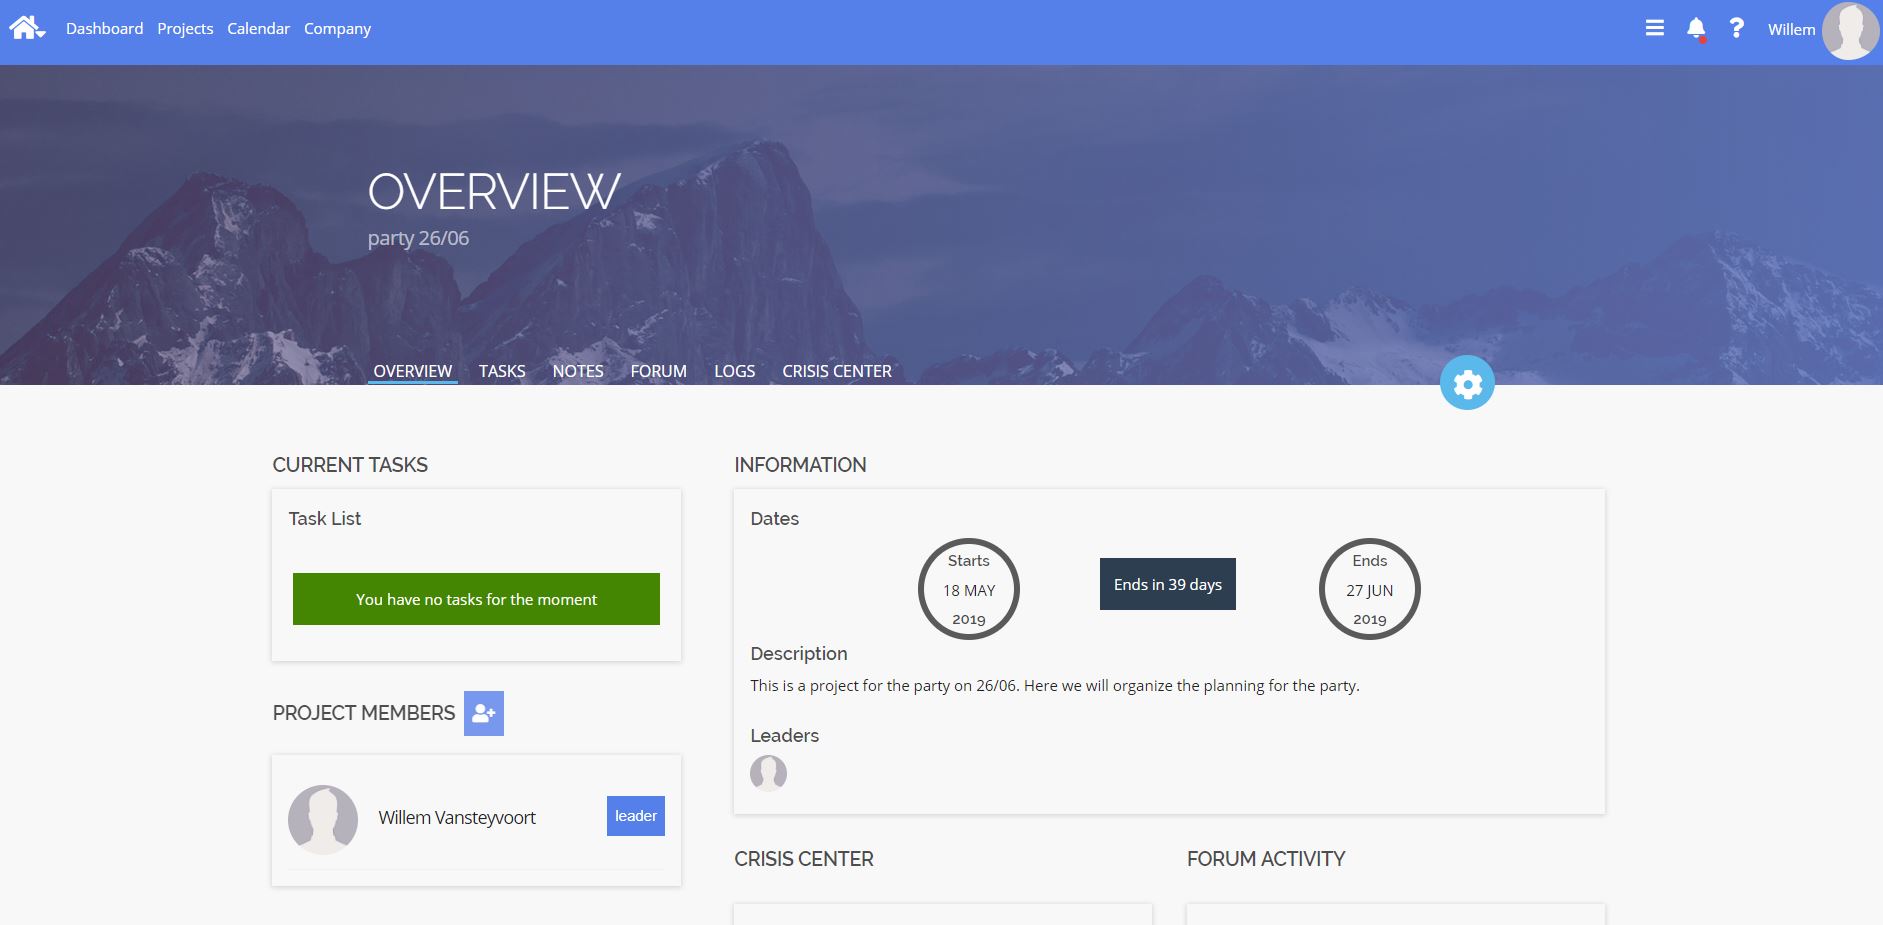 Dashboard Projects Calendar Company
Willem
OVERVIEW
party 26/06
OVERVIEW TASKS NOTES FORUM LOGS CRISIS CENTER
CURRENT TASKS
Task List
You have no tasks for the moment
PROJECT MEMBERS
Willem Vansteyvoort
leader
INFORMATION
Dates
Starts
18 MAY
2019
Ends in 39 days
Ends
27 JUN
2019
Description
This is a project for the party on 26/06. Here we will organize the planning for the party.
Leaders
CRISIS CENTER
FORUM ACTIVITY